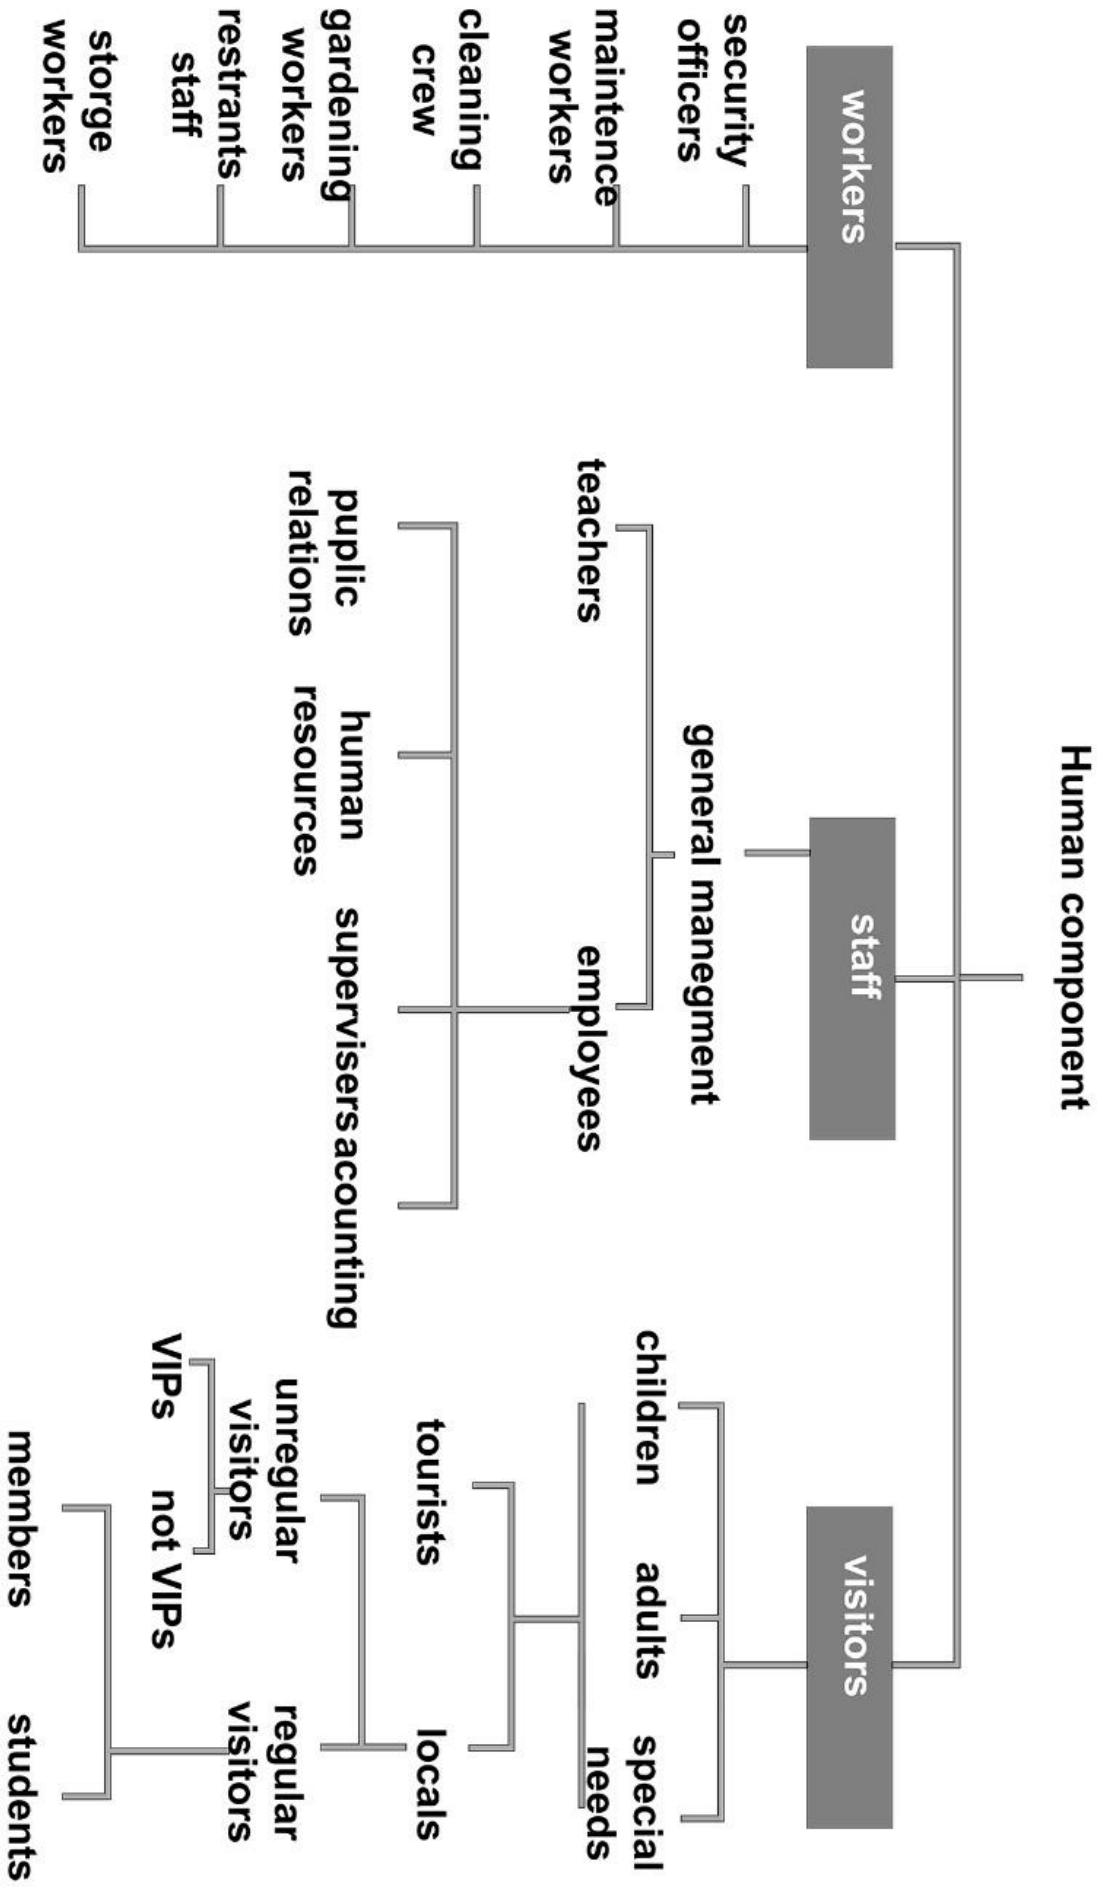 Human component
workers
staff
visitors
security
officers
maintence
workers
cleaning
crew
gardening
workers
restrants
staff
storge
workers
general manegment
teachers
employees
puplic
relations
human
resources
supervisers
acounting
children
adults
special
needs
tourists
locals
unregular
visitors
regular
visitors
VIPs
not VIPs
members
students